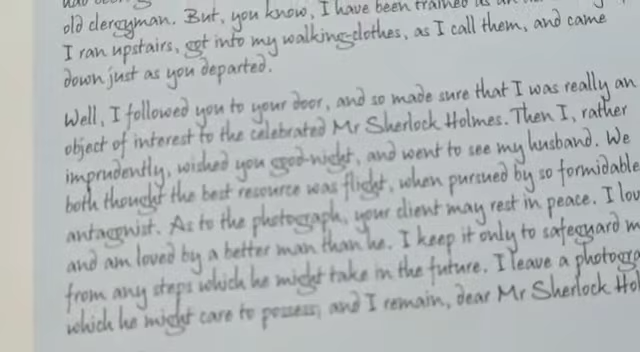 old clergyman. But, you know, I have been trained as an
I ran upstairs, got into my walking-clothes, as I call them, and came
down just as you departed.
Well, I followed you to your door, and so made sure that I was really an
object of interest to the celebrated Mr Sherlock Holmes. Then I, rather
imprudently, wished you good-night, and went to see my husband. We
both thought the best resource was flight, when pursued by so formidable
antagonist. As to the photograph, your client may rest in peace. I lov
and am loved by a better man than he. I keep it only to safeguard m
from any steps which he might take in the future. I leave a photogra
which he might care to possess; and I remain, dear Mr Sherlock Hol